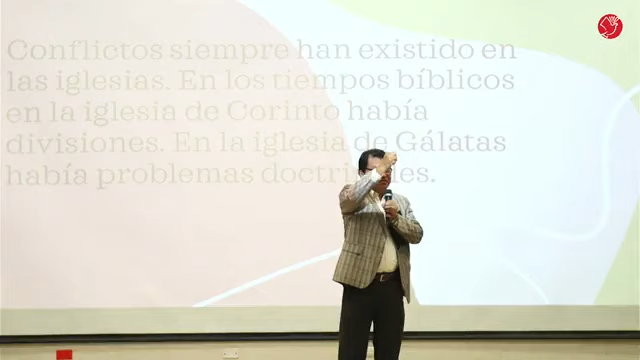 Conflictos siempre han existido en
las iglesias. En los tiempos bíblicos
en la iglesia de Corinto había
divisiones. En la iglesia de Gálatas
había problemas doctrinales.